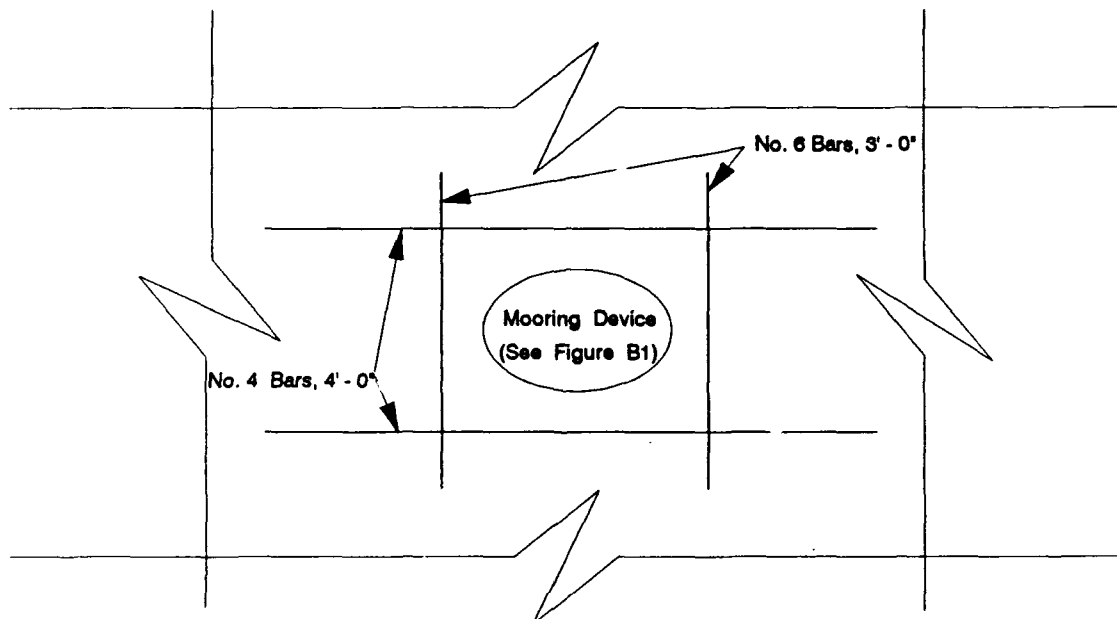 No. 6 Bars, 3' - 0"
Mooring Device
(See Figure B1)
No. 4 Bars, 4' - 0"